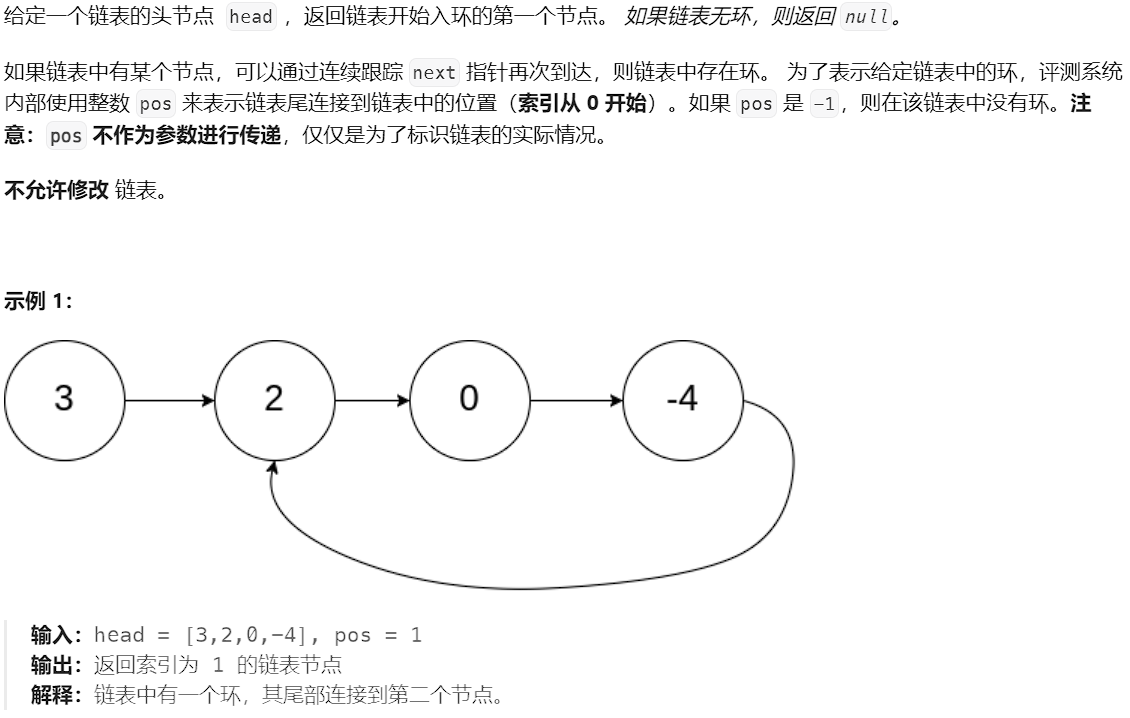 给定一个链表的头节点 head ，返回链表开始入环的第一个节点。 如果链表无环，则返回 null。
如果链表中有某个节点，可以通过连续跟踪 next 指针再次到达，则链表中存在环。 为了表示给定链表中的环，评测系统
内部使用整数 pos 来表示链表尾连接到链表中的位置（索引从 0 开始）。如果 pos 是 -1，则在该链表中没有环。注
意：pos 不作为参数进行传递，仅仅是为了标识链表的实际情况。
不允许修改 链表。
示例 1：
3 2 0 -4
输入：head = [3,2,0,-4], pos = 1
输出：返回索引为 1 的链表节点
解释：链表中有一个环，其尾部连接到第二个节点。